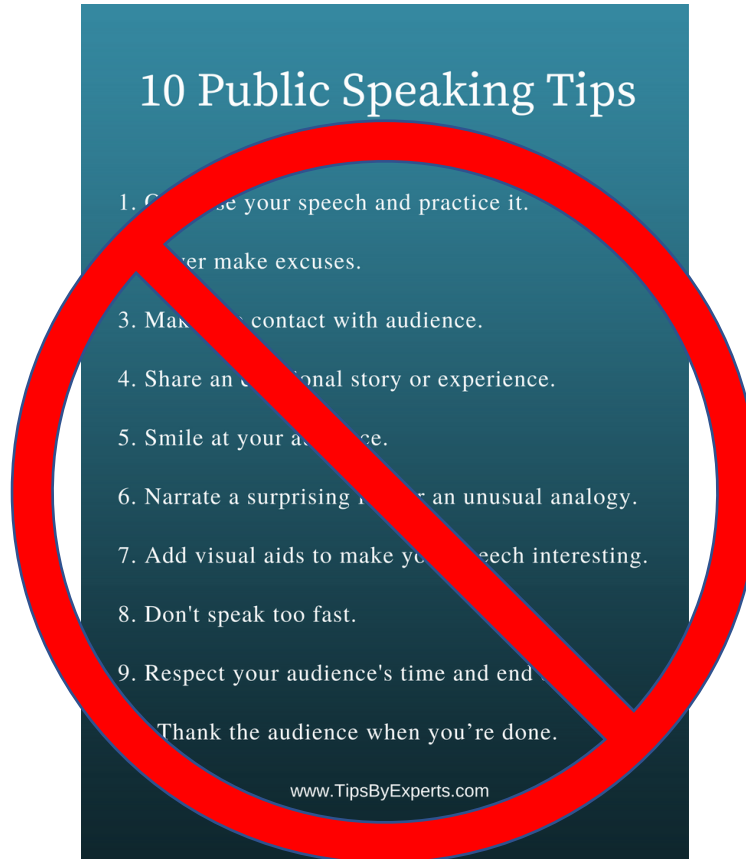 10 Public Speaking Tips
1. your speech and practice it.
make excuses.
3. contact with audience.
4. Share an story or experience.
5. Smile at your
6. Narrate a surprising an unusual analogy.
7. Add visual aids to make interesting.
8. Don't speak too fast.
9. Respect your audience's time and end
Thank the audience when you’re done.
www.TipsByExperts.com